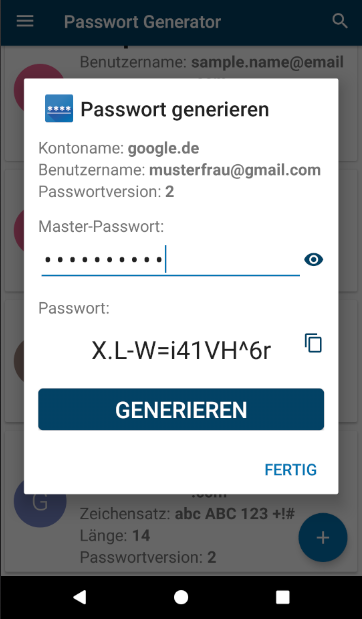 Passwort Generator
Benutzername: sample.name@email
****
Passwort generieren
Kontoname: google.de
Benutzername: musterfrau@gmail.com
Passwortversion: 2
Master-Passwort:
••••••••••
Passwort:
X.L-W=i41VH^6r
GENERIEREN
FERTIG
G
.com
Zeichensatz: abc ABC 123 +!#
Länge: 14
Passwortversion: 2
+